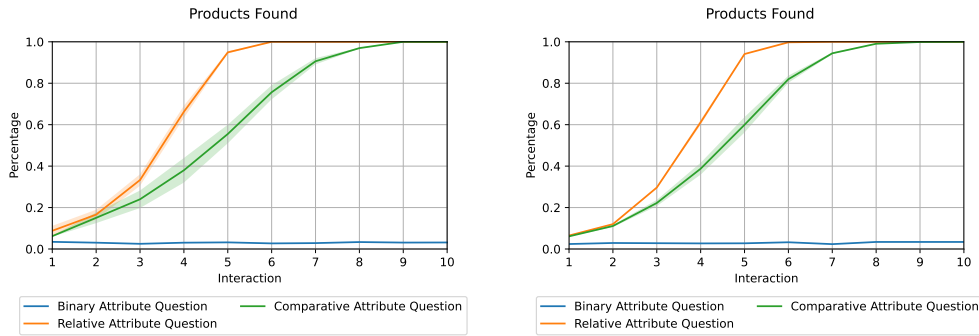 Products Found
1.0
0.8
0.6
0.4
0.2
0.0
Percentage
1 2 3 4 5 6 7 8 9 10
Interaction
Binary Attribute Question
Comparative Attribute Question
Relative Attribute Question
Products Found
1.0
0.8
0.6
0.4
0.2
0.0
Percentage
1 2 3 4 5 6 7 8 9 10
Interaction
Binary Attribute Question
Comparative Attribute Question
Relative Attribute Question